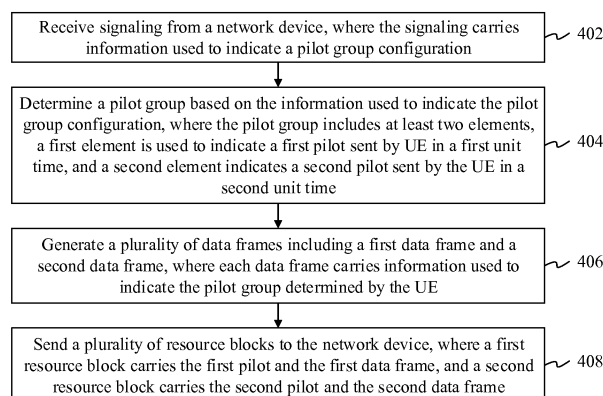 Receive signaling from a network device, where the signaling carries
information used to indicate a pilot group configuration
402
Determine a pilot group based on the information used to indicate the pilot
group configuration, where the pilot group includes at least two elements,
a first element is used to indicate a first pilot sent by UE in a first unit
time, and a second element indicates a second pilot sent by the UE in a
second unit time
404
Generate a plurality of data frames including a first data frame and a
second data frame, where each data frame carries information used to
indicate the pilot group determined by the UE
406
Send a plurality of resource blocks to the network device, where a first
resource block carries the first pilot and the first data frame, and a second
resource block carries the second pilot and the second data frame
408